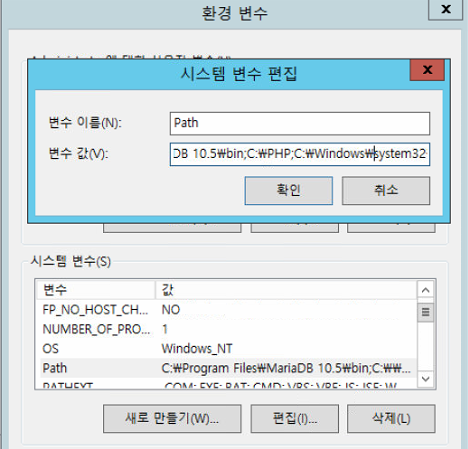 환경 변수
x
시스템 변수 편집
x
변수 이름(N): Path
변수 값(V): DB 10.5₩bin;C:₩PHP;C:₩Windows₩system32
확인 취소
시스템 변수(S)
변수 값
FP_NO_HOST_CH... NO
NUMBER_OF_PRO... 1
OS Windows_NT
Path C:₩Program Files₩MariaDB 10.5₩bin;C:₩₩...
PATHEXT .COM;.EXE;.BAT;.CMD;.VBS;.VBE;.JS;.JSE;.W...
새로 만들기(W)... 편집(I)... 삭제(L)